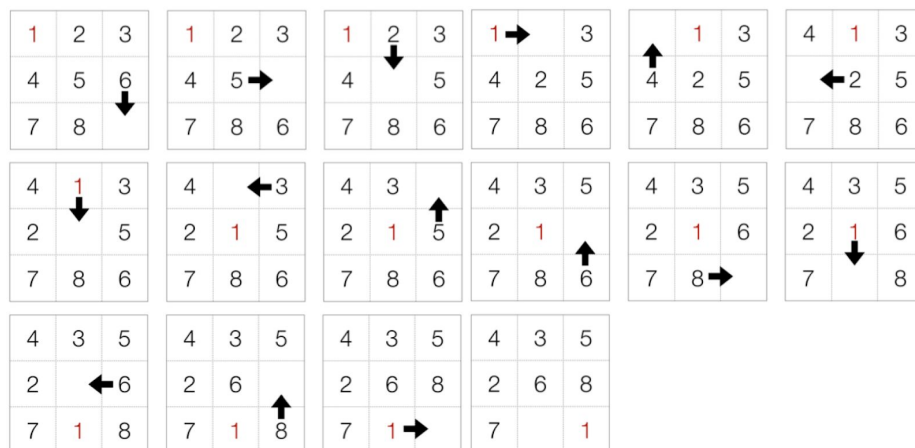 1 2 3 1 2 3 1 2 3 1 3 1 3 4 1 3
4 5 6 4 5 4 5 4 2 5 4 2 5 2 5
7 8 7 8 6 7 8 6 7 8 6 7 8 6 7 8 6
4 1 3 4 3 4 3 4 3 5 4 3 5 4 3 5
2 5 2 1 5 2 1 5 2 1 2 1 6 2 1 6
7 8 6 7 8 6 7 8 6 7 8 6 7 8 7 8
4 3 5 4 3 5 4 3 5 4 3 5
2 6 2 6 2 6 8 2 6 8
7 1 8 7 1 8 7 1 7 1